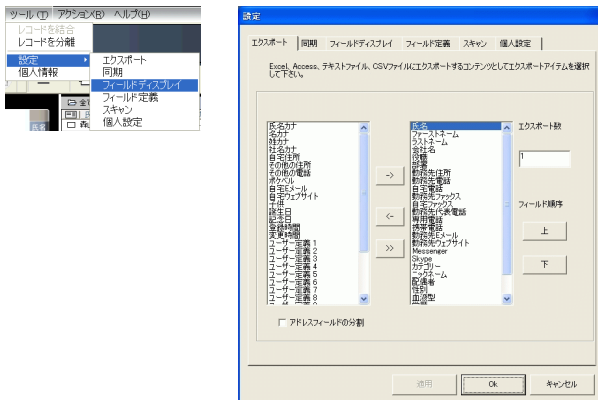 ツール(T) アクション(R) ヘルプ(H)
レコードを結合
レコードを分離
設定
個人情報
エクスポート
同期
フィールドディスプレイ
フィールド定義
スキャン
個人設定
氏名
設定
エクスポート 同期 フィールドディスプレイ フィールド定義 スキャン 個人設定
Excel、Access、テキストファイル、CSVファイルにエクスポートするコンテンツとしてエクスポートアイテムを選択
して下さい。
氏名カナ
名カナ
姓カナ
社名カナ
自宅住所
その他の住所
その他の電話
ポケベル
自宅Eメール
自宅ウェブサイト
子供
誕生日
記念日
登録時間
変更時間
ユーザー定義 1
ユーザー定義 2
ユーザー定義 3
ユーザー定義 4
ユーザー定義 5
ユーザー定義 6
ユーザー定義 7
ユーザー定義 8
->
<-
>>
氏名
ファーストネーム
ラストネーム
会社名
役職
部署
勤務先住所
勤務先電話
自宅電話
勤務先ファックス
自宅ファックス
勤務先代表電話
専用電話
携帯電話
勤務先Eメール
勤務先ウェブサイト
Messenger
Skype
カテゴリー
ニックネーム
配偶者
性別
血液型
エクスポート数
1
フィールド順序
上
下
アドレスフィールドの分割
適用 Ok キャンセル